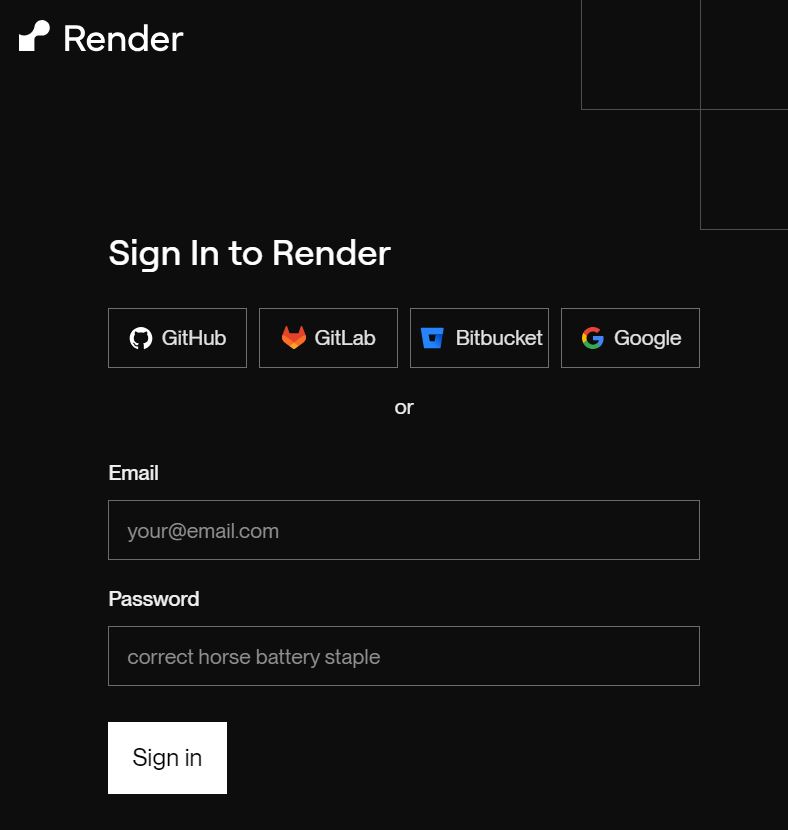 Render
Sign In to Render
GitHub GitLab Bitbucket Google
or
Email
your@email.com
Password
correct horse battery staple
Sign in